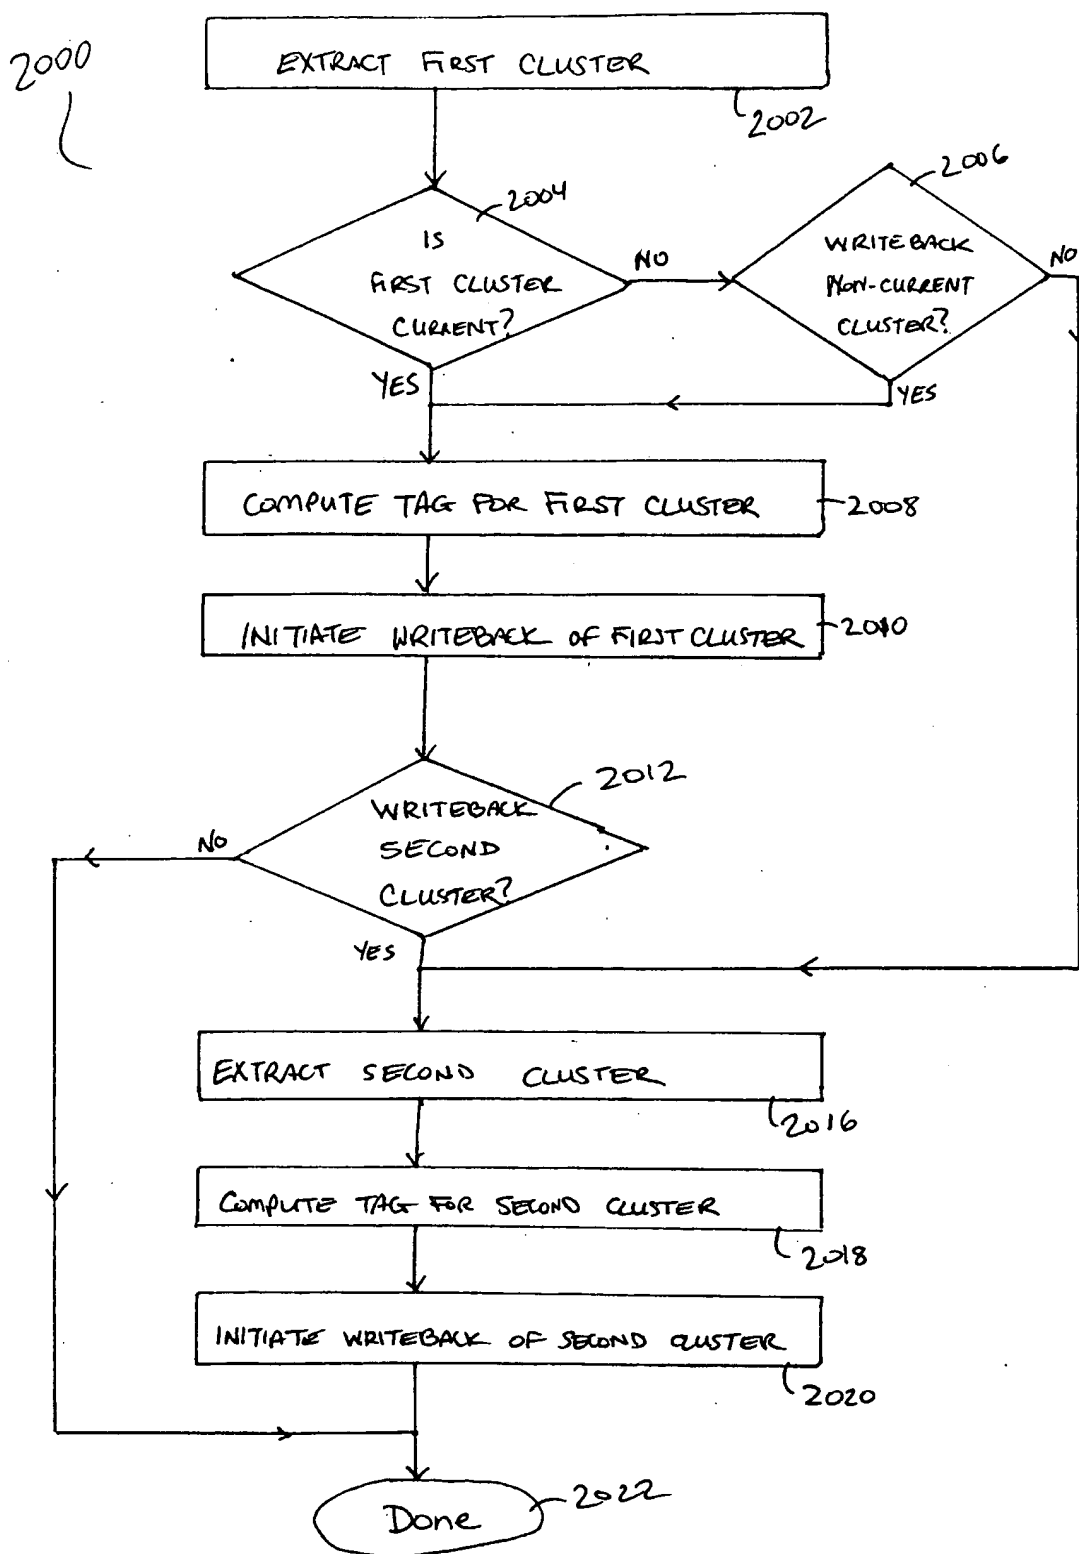 2000
EXTRACT FIRST CLUSTER
2002
2004
IS
FIRST CLUSTER
CURRENT?
NO
2006
WRITEBACK
NON-CURRENT
CLUSTER?
NO
YES
YES
COMPUTE TAG FOR FIRST CLUSTER
2008
INITIATE WRITEBACK OF FIRST CLUSTER
2010
2012
WRITEBACK
SECOND
CLUSTER?
NO
YES
EXTRACT SECOND CLUSTER
2016
COMPUTE TAG FOR SECOND CLUSTER
2018
INITIATE WRITEBACK OF SECOND CLUSTER
2020
Done
2022